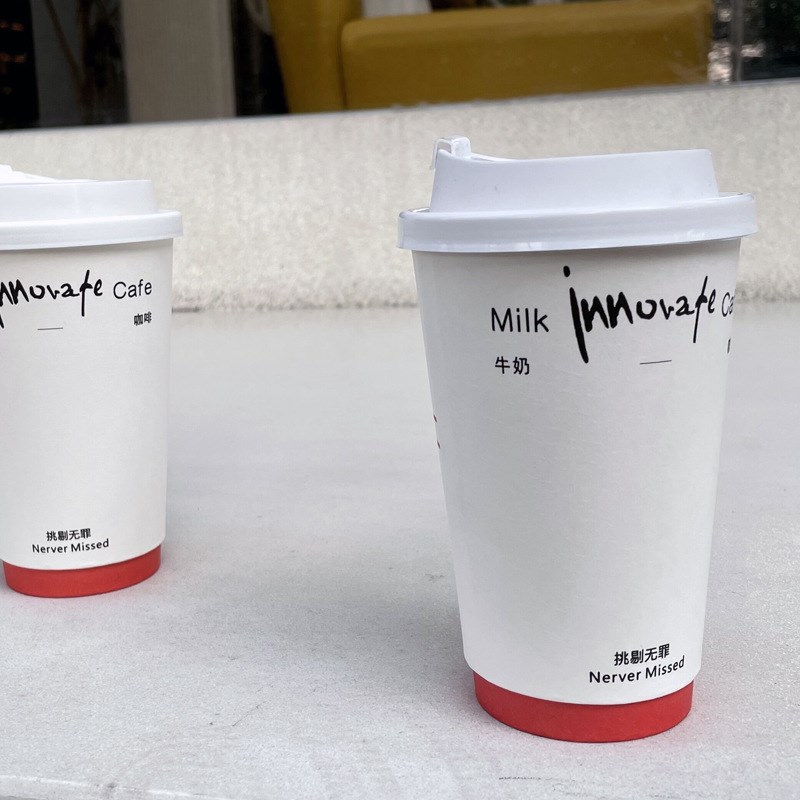 innovate Cafe
咖啡
挑剔无罪
Nerver Missed
Milk innovate
牛奶
挑剔无罪
Nerver Missed